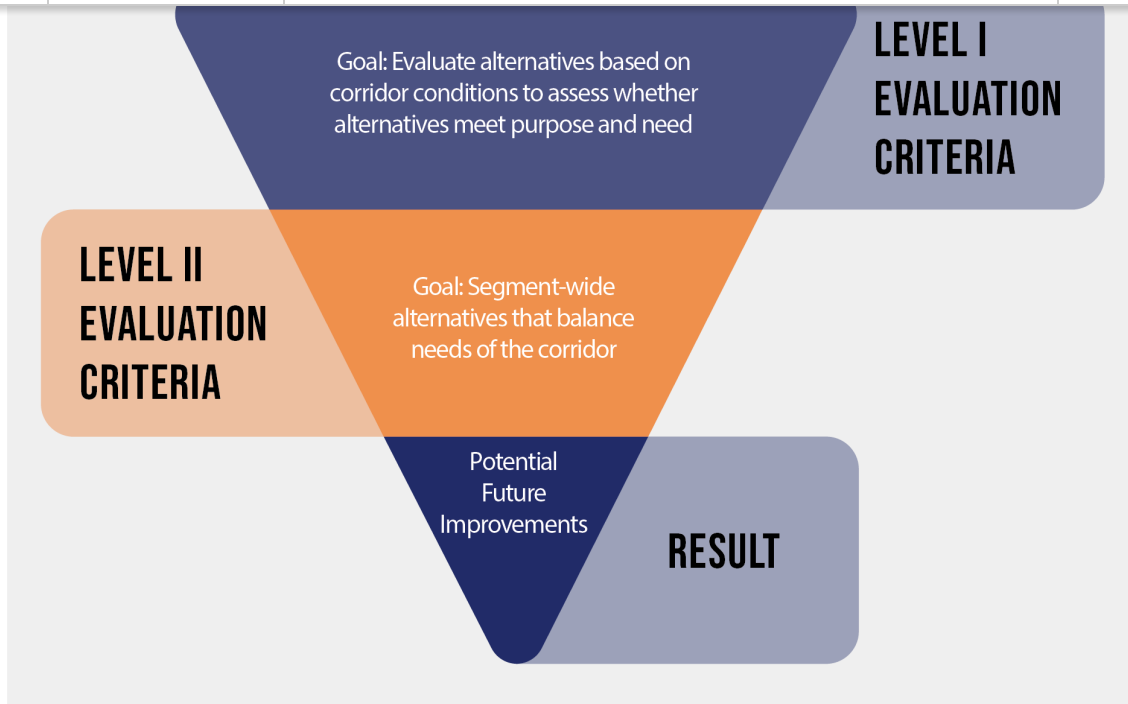 Goal: Evaluate alternatives based on
corridor conditions to assess whether
alternatives meet purpose and need
LEVEL I
EVALUATION
CRITERIA
LEVEL II
EVALUATION
CRITERIA
Goal: Segment-wide
alternatives that balance
needs of the corridor
Potential
Future
Improvements
RESULT